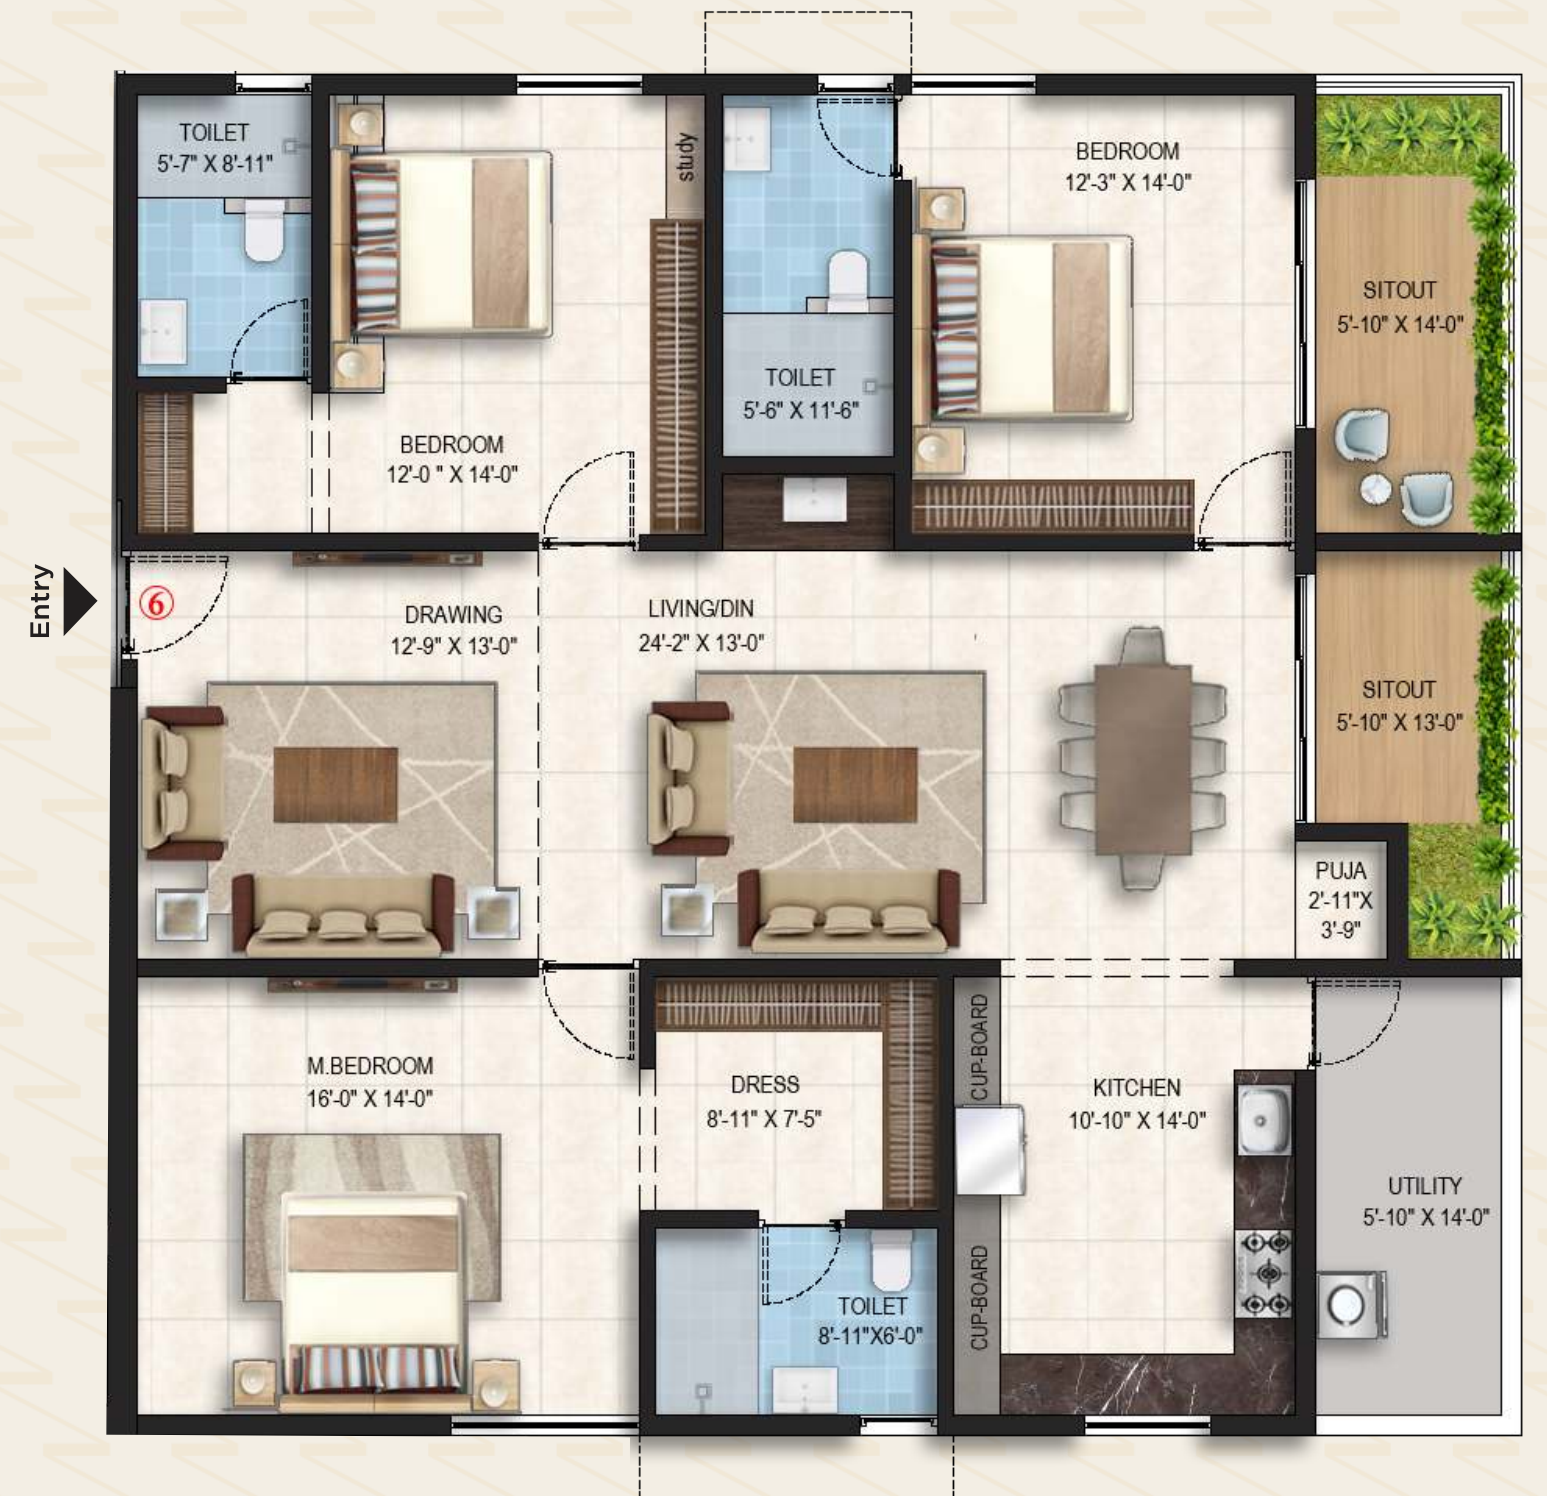 TOILET
5'-7" X 8'-11"
study
BEDROOM
12'-3" X 14'-0"
SITOUT
5'-10" X 14'-0"
TOILET
5'-6" X 11'-6"
BEDROOM
12'-0 " X 14'-0"
Entry
6
DRAWING
12'-9" X 13'-0"
LIVING/DIN
24'-2" X 13'-0"
SITOUT
5'-10" X 13'-0"
PUJA
2'-11"X
3'-9"
M.BEDROOM
16'-0" X 14'-0"
DRESS
8'-11" X 7'-5"
CUP-BOARD
KITCHEN
10'-10" X 14'-0"
UTILITY
5'-10" X 14'-0"
TOILET
8'-11"X6'-0"
CUP-BOARD